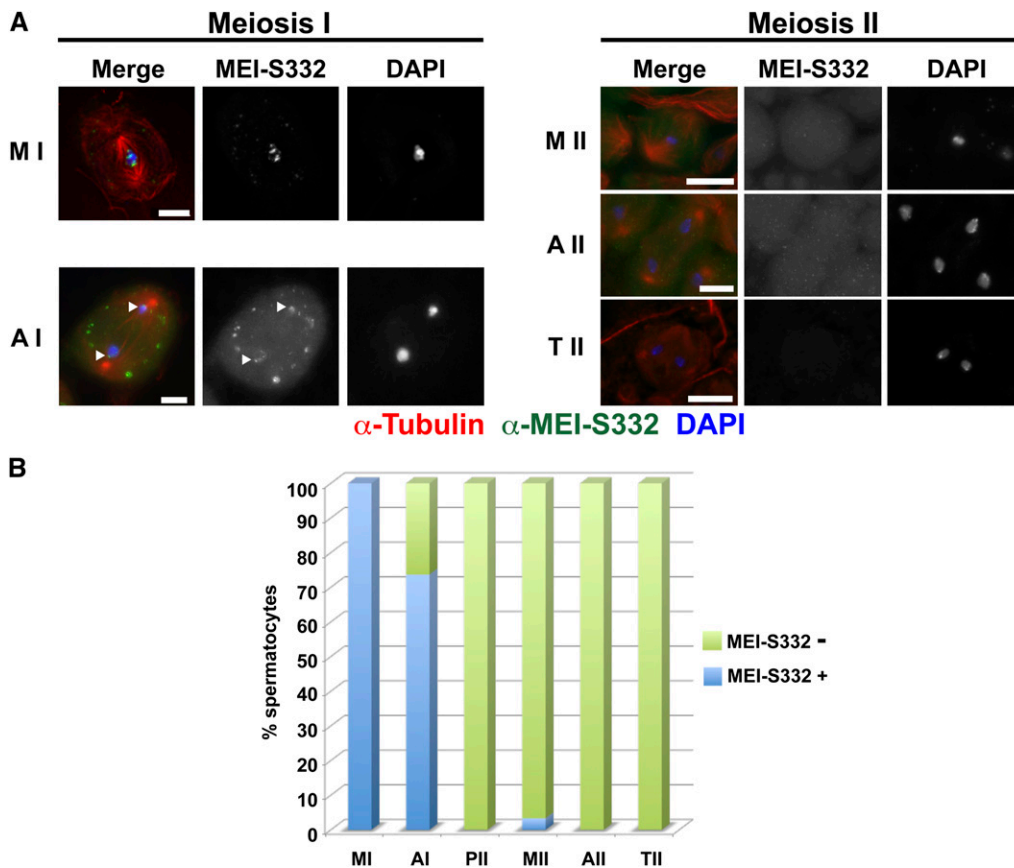 A
Meiosis I
Meiosis II
Merge MEI-S332 DAPI
Merge MEI-S332 DAPI
M I
A I
M II
A II
T II
α-Tubulin α-MEI-S332 DAPI
B
% spermatocytes
100
90
80
70
60
50
40
30
20
10
0
MI AI PII MII AII TII
MEI-S332 -
MEI-S332 +